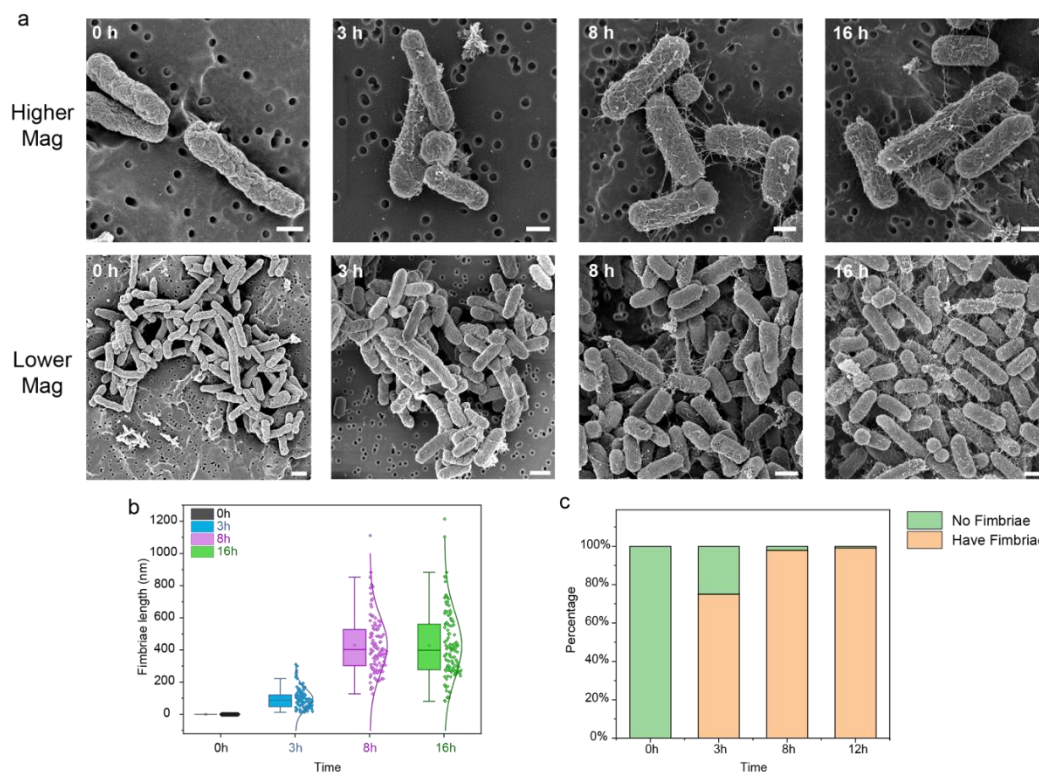 a
Higher
Mag
0 h
3 h
8 h
16 h
Lower
Mag
0 h
3 h
8 h
16 h
b
Fimbriae length (nm)
1200
1000
800
600
400
200
0
0h
3h
8h
16h
0h
3h
8h
16h
Time
c
Percentage
100%
80%
60%
40%
20%
0%
0h
3h
8h
12h
Time
No Fimbriae
Have Fimbriae